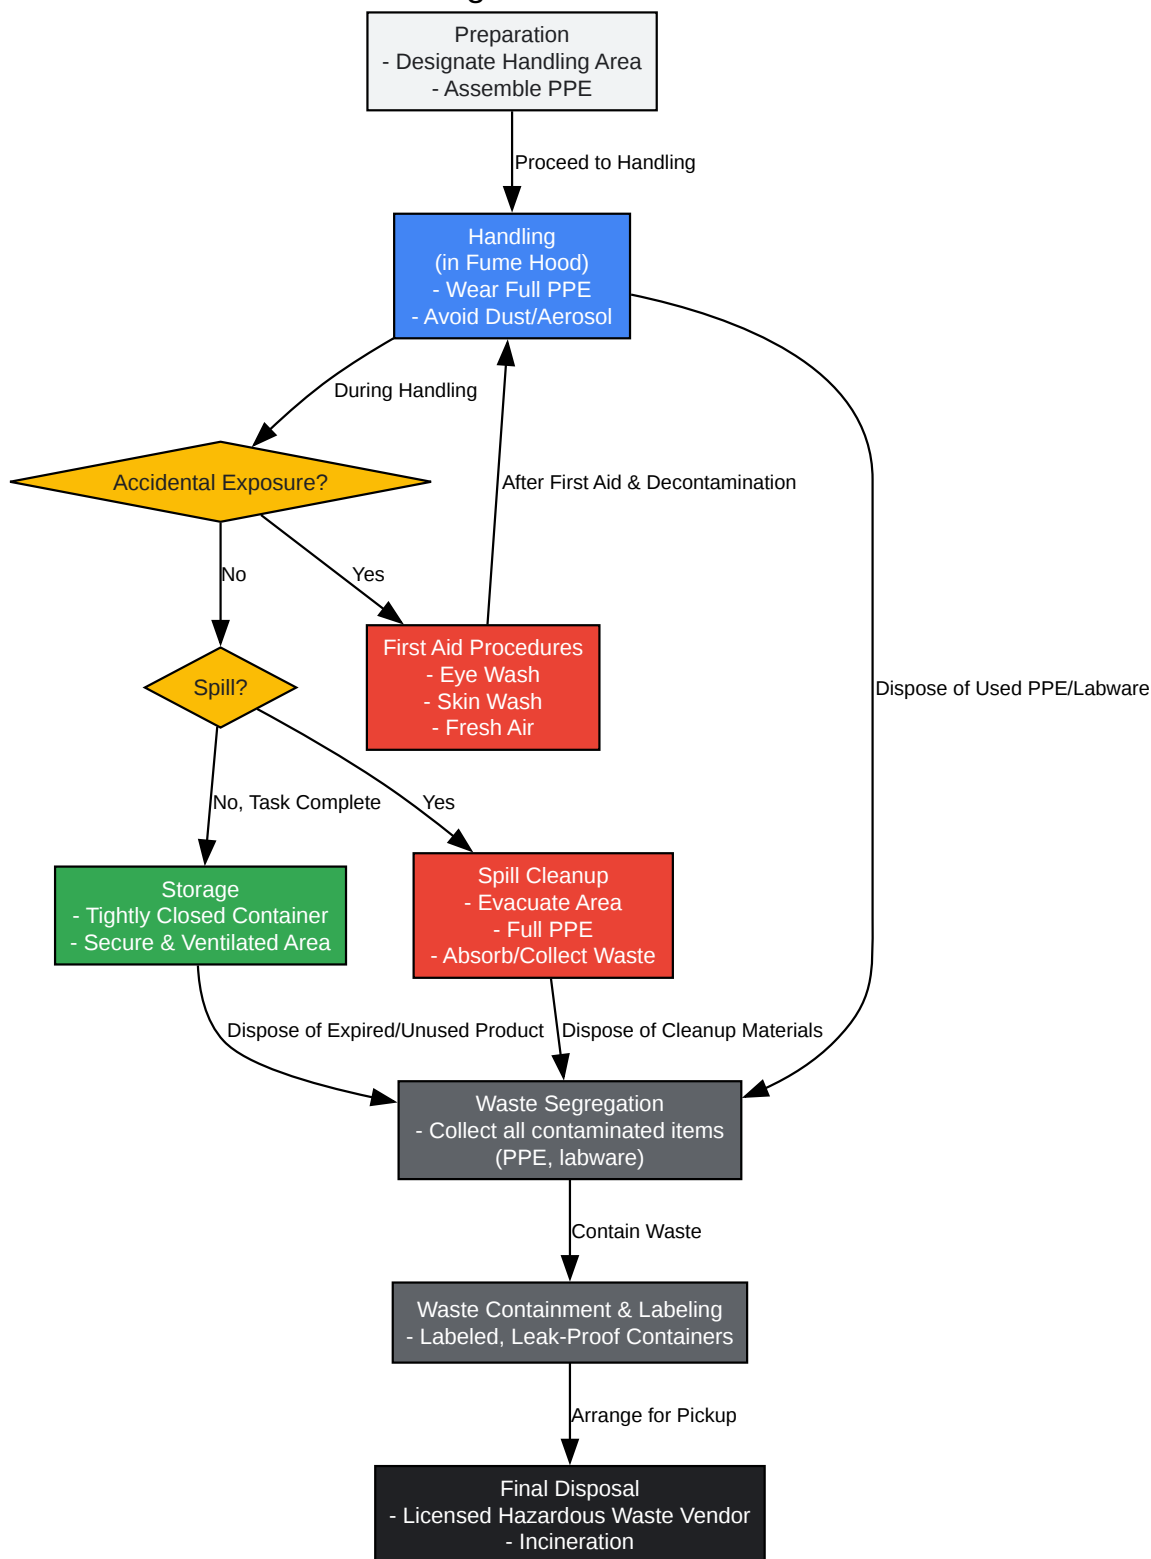 Preparation
- Designate Handling Area
- Assemble PPE
Proceed to Handling
Handling
(in Fume Hood)
- Wear Full PPE
- Avoid Dust/Aerosol
During Handling
Accidental Exposure?
After First Aid & Decontamination
No
Yes
First Aid Procedures
- Eye Wash
- Skin Wash
- Fresh Air
Spill?
Dispose of Used PPE/Labware
No, Task Complete
Yes
Storage
- Tightly Closed Container
- Secure & Ventilated Area
Spill Cleanup
- Evacuate Area
- Full PPE
- Absorb/Collect Waste
Dispose of Expired/Unused Product
Dispose of Cleanup Materials
Waste Segregation
- Collect all contaminated items
(PPE, labware)
Contain Waste
Waste Containment & Labeling
- Labeled, Leak-Proof Containers
Arrange for Pickup
Final Disposal
- Licensed Hazardous Waste Vendor
- Incineration